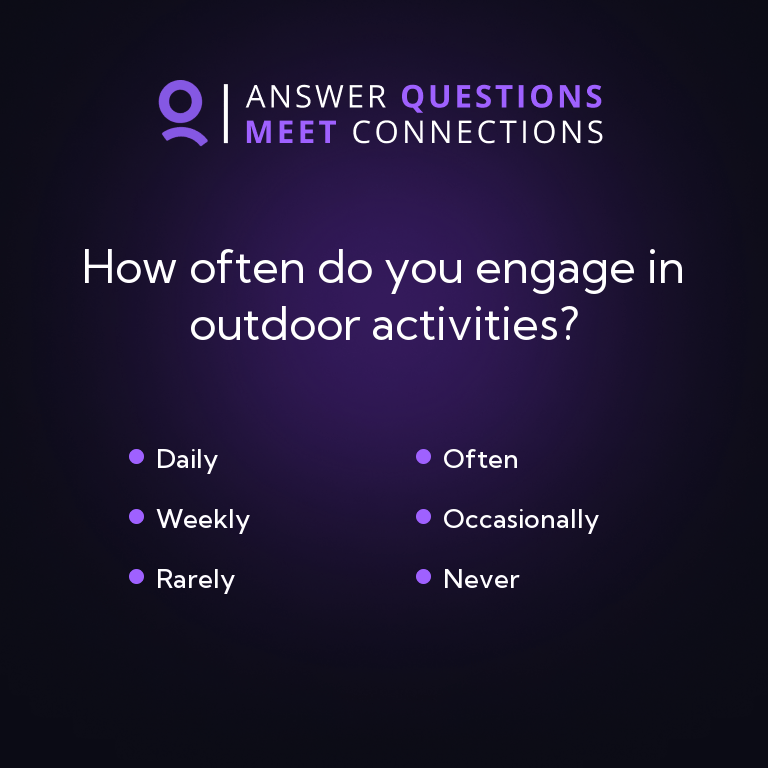 ANSWER QUESTIONS
MEET CONNECTIONS
How often do you engage in
outdoor activities?
Daily
Often
Weekly
Occasionally
Rarely
Never